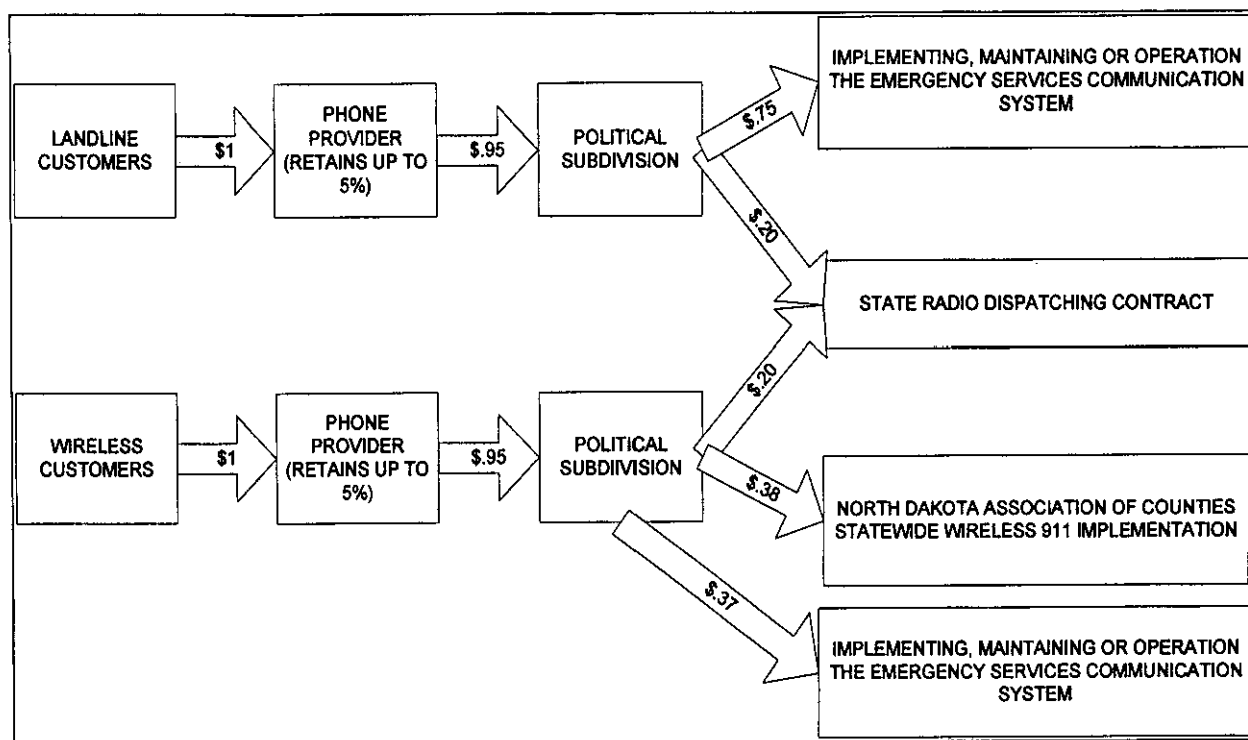 LANDLINE
CUSTOMERS
$1
PHONE
PROVIDER
(RETAINS UP TO
5%)
$.95
POLITICAL
SUBDIVISION
$.75
IMPLEMENTING, MAINTAINING OR OPERATION
THE EMERGENCY SERVICES COMMUNICATION
SYSTEM
$.20
STATE RADIO DISPATCHING CONTRACT
WIRELESS
CUSTOMERS
$1
PHONE
PROVIDER
(RETAINS UP TO
5%)
$.95
POLITICAL
SUBDIVISION
$.20
$.38
NORTH DAKOTA ASSOCIATION OF COUNTIES
STATEWIDE WIRELESS 911 IMPLEMENTATION
$.37
IMPLEMENTING, MAINTAINING OR OPERATION
THE EMERGENCY SERVICES COMMUNICATION
SYSTEM